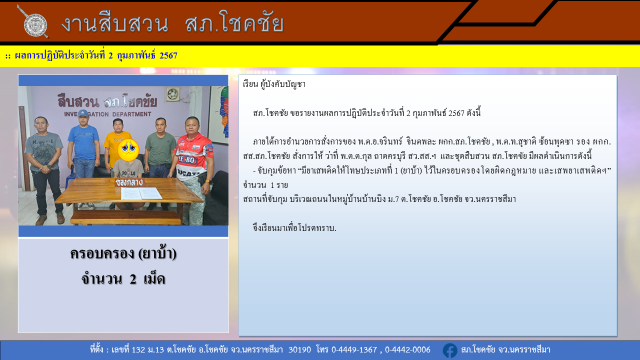 งานสืบสวน สภ.โชคชัย
:: ผลการปฏิบัติประจำวันที่ 2 กุมภาพันธ์ 2567
สืบสวน สภ.โชคชัย
INVESTIGATION DEPARTMENT
ของกลาง
ครอบครอง (ยาบ้า)
จำนวน 2 เม็ด
เรียน ผู้บังคับบัญชา
สภ.โชคชัย ขอรายงานผลการปฏิบัติประจำวันที่ 2 กุมภาพันธ์ 2567 ดังนี้
ภายใต้การอำนวยการสั่งการของ พ.ต.อ.จรินทร์ จินตพละ ผกก.สภ.โชคชัย , พ.ต.ท.สุชาติ ซ้อนพุดซา รอง ผกก.
สส.สภ.โชคชัย สั่งการให้ ว่าที่ พ.ต.ต.กุล ถาตรบุรี สว.สส.ฯ และชุดสืบสวน สภ.โชคชัย มีผลดำเนินการดังนี้
- จับกุมข้อหา “มียาเสพติดให้โทษประเภทที่ 1 (ยาบ้า) ไว้ในครอบครองโดยผิดกฎหมาย และเสพยาเสพติดฯ”
จำนวน 1 ราย
สถานที่จับกุม บริเวณถนนในหมู่บ้านบ้านบิง ม.7 ต.โชคชัย อ.โชคชัย จว.นครราชสีมา
จึงเรียนมาเพื่อโปรดทราบ.
ที่ตั้ง : เลขที่ 132 ม.13 ต.โชคชัย อ.โชคชัย จว.นครราชสีมา 30190 โทร 0-4449-1367 , 0-4442-0006 สภ.โชคชัย จว.นครราชสีมา